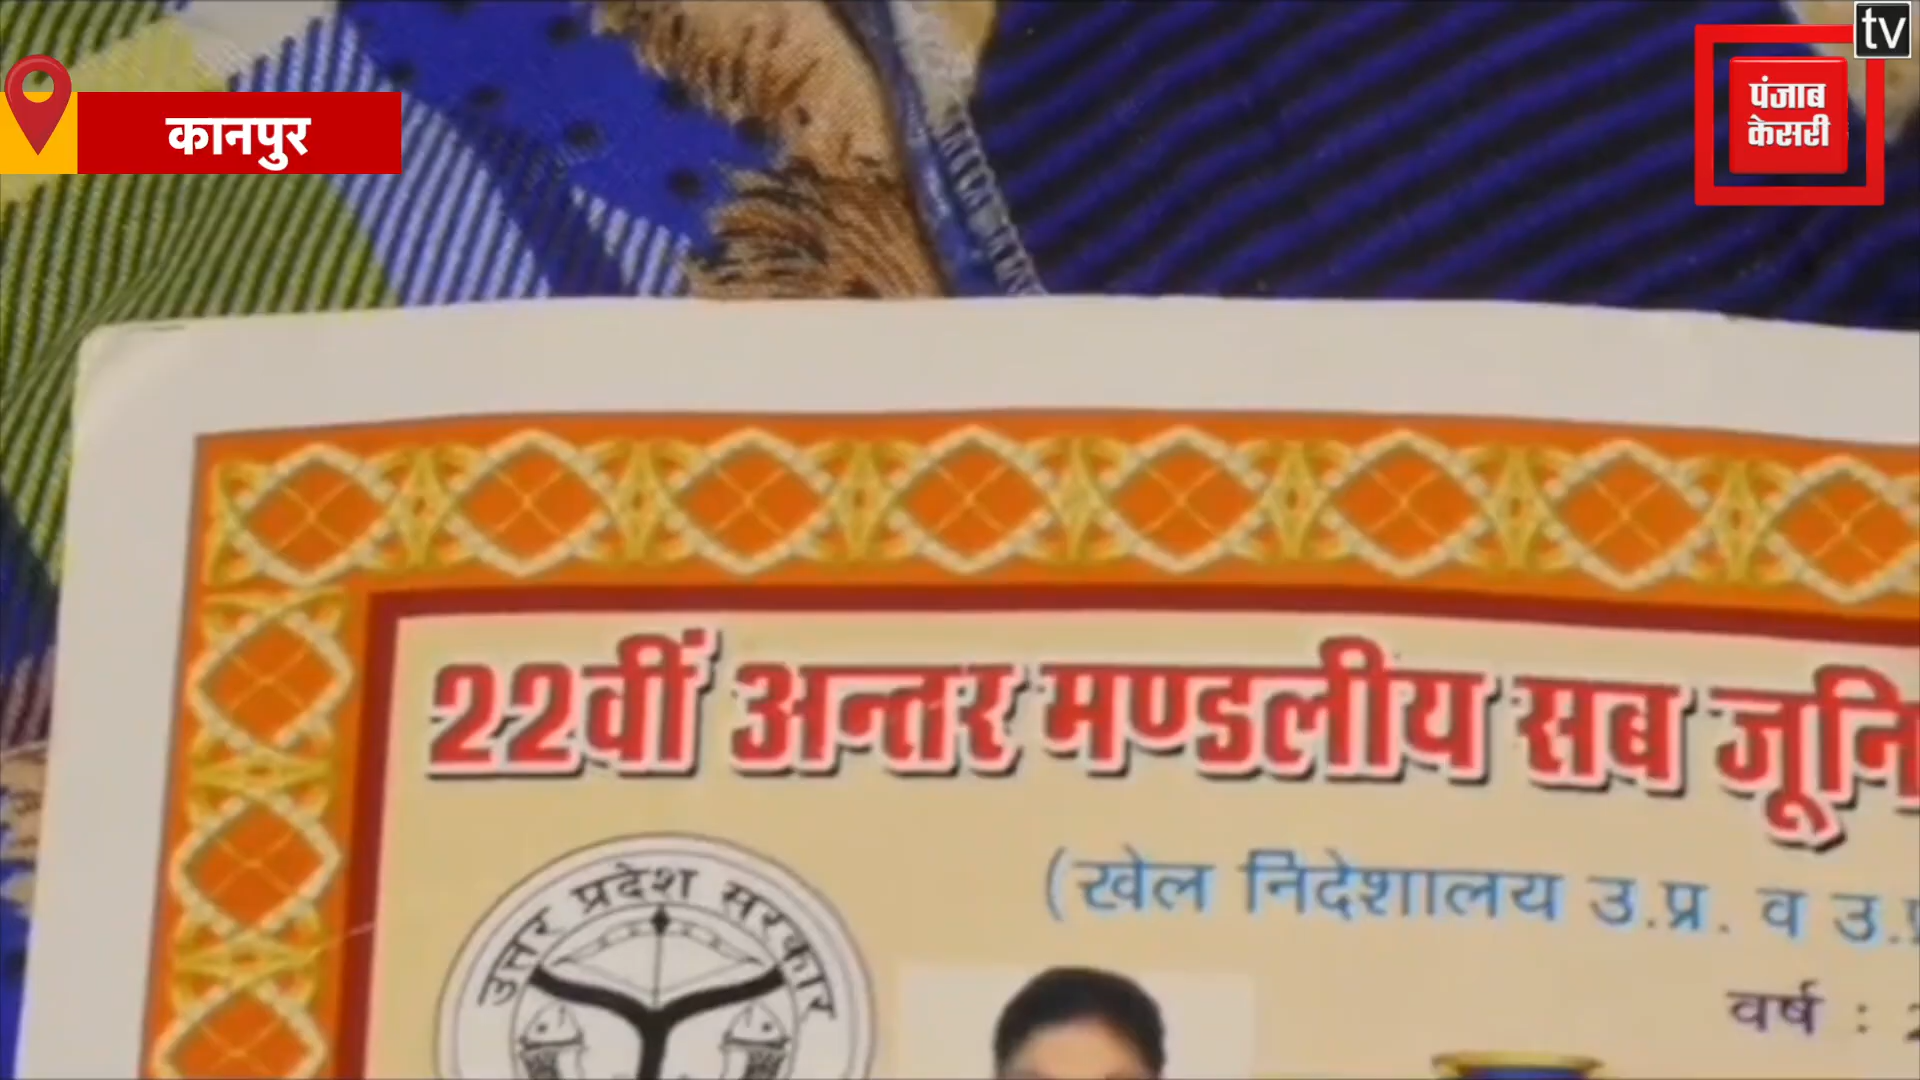 tv
पंजाब
केसरी
कानपुर
22वीं अन्तर मण्डलीय सब
(खेल निदेशालय उ.प्र. व
उत्तर प्रदेश सरकार
वर्ष :